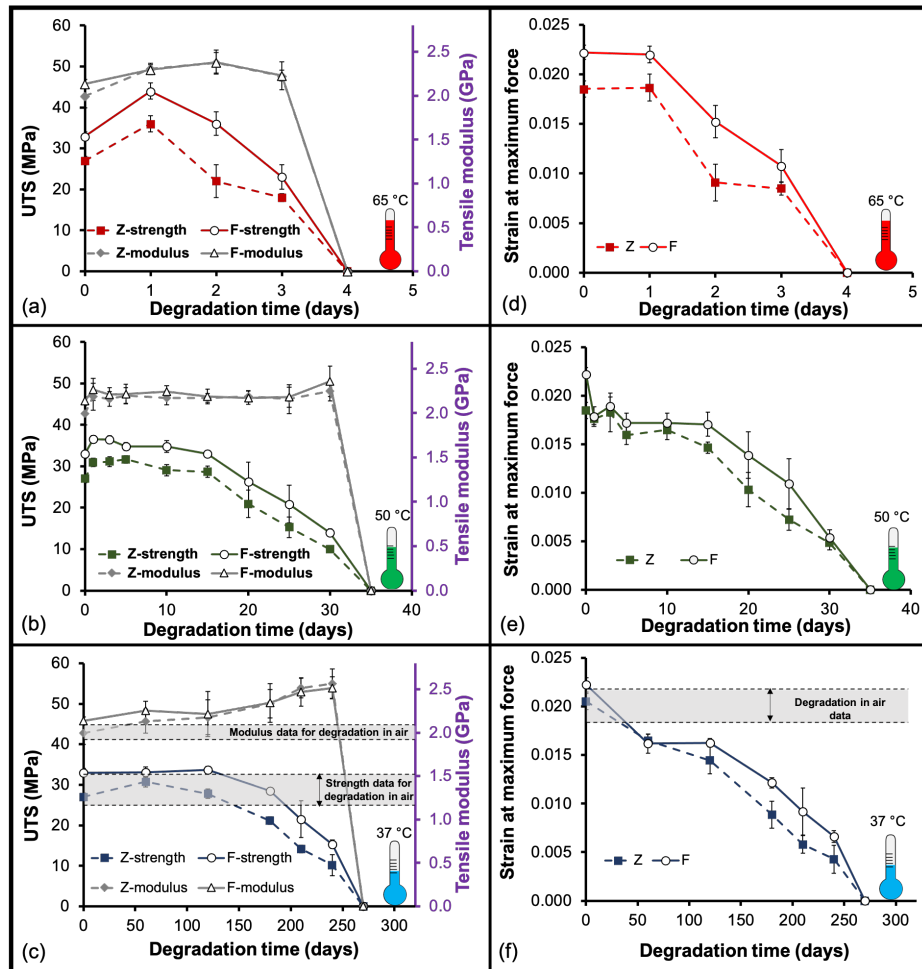 60
50
40
30
20
10
0
UTS (MPa)
2.5
2.0
1.5
1.0
0.5
0.0
Tensile modulus (GPa)
65 °C
Z-strength F-strength
Z-modulus F-modulus
0 1 2 3 4 5
(a) Degradation time (days)
0.025
0.020
0.015
0.010
0.005
0.000
Strain at maximum force
65 °C
Z F
0 1 2 3 4 5
(d) Degradation time (days)
60
50
40
30
20
10
0
UTS (MPa)
2.5
2.0
1.5
1.0
0.5
0.0
Tensile modulus (GPa)
50 °C
Z-strength F-strength
Z-modulus F-modulus
0 10 20 30 40
(b) Degradation time (days)
0.025
0.020
0.015
0.010
0.005
0.000
Strain at maximum force
50 °C
Z F
0 10 20 30 40
(e) Degradation time (days)
60
50
40
30
20
10
0
UTS (MPa)
2.5
2.0
1.5
1.0
0.5
0.0
Tensile modulus (GPa)
Modulus data for degradation in air
Strength data for
degradation in air
37 °C
Z-strength F-strength
Z-modulus F-modulus
0 50 100 150 200 250 300
(c) Degradation time (days)
0.025
0.020
0.015
0.010
0.005
0.000
Strain at maximum force
Degradation in air
data
37 °C
Z F
0 50 100 150 200 250 300
(f) Degradation time (days)